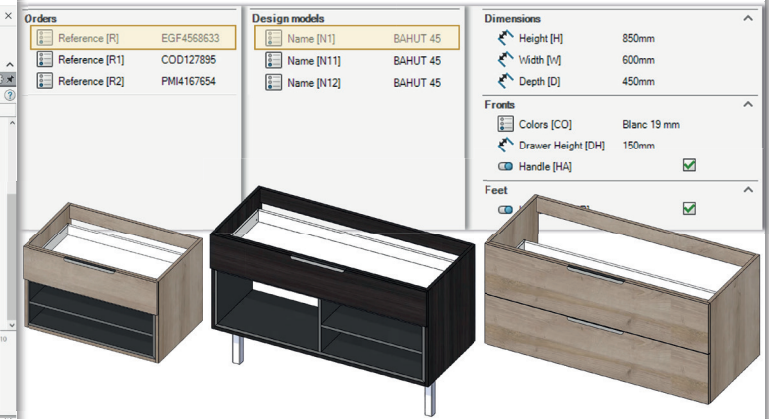 Orders
Reference [R] EGF4568633
Reference [R1] COD127895
Reference [R2] PMI4167654
Design models
Name [N1] BAHUT 45
Name [N11] BAHUT 45
Name [N12] BAHUT 45
Dimensions
Height [H] 850mm
Width [W] 600mm
Depth [D] 450mm
Fronts
Colors [CO] Blanc 19 mm
Drawer Height [DH] 150mm
Handle [HA]
Feet
10